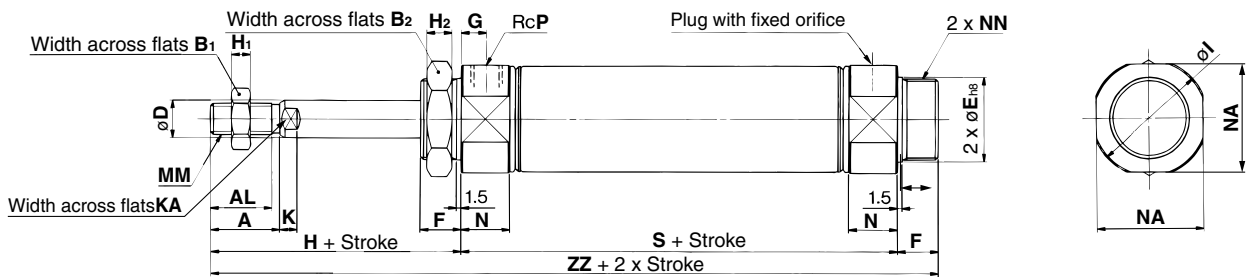 Width across flats B2
H2
G
RcP
Plug with fixed orifice
2 x NN
Width across flats B1
H1
øI
øD
2 x øEh8
NA
MM
AL
1.5
1.5
Width across flatsKA
A
K
F
N
N
NA
H + Stroke
S + Stroke
F
ZZ + 2 x Stroke